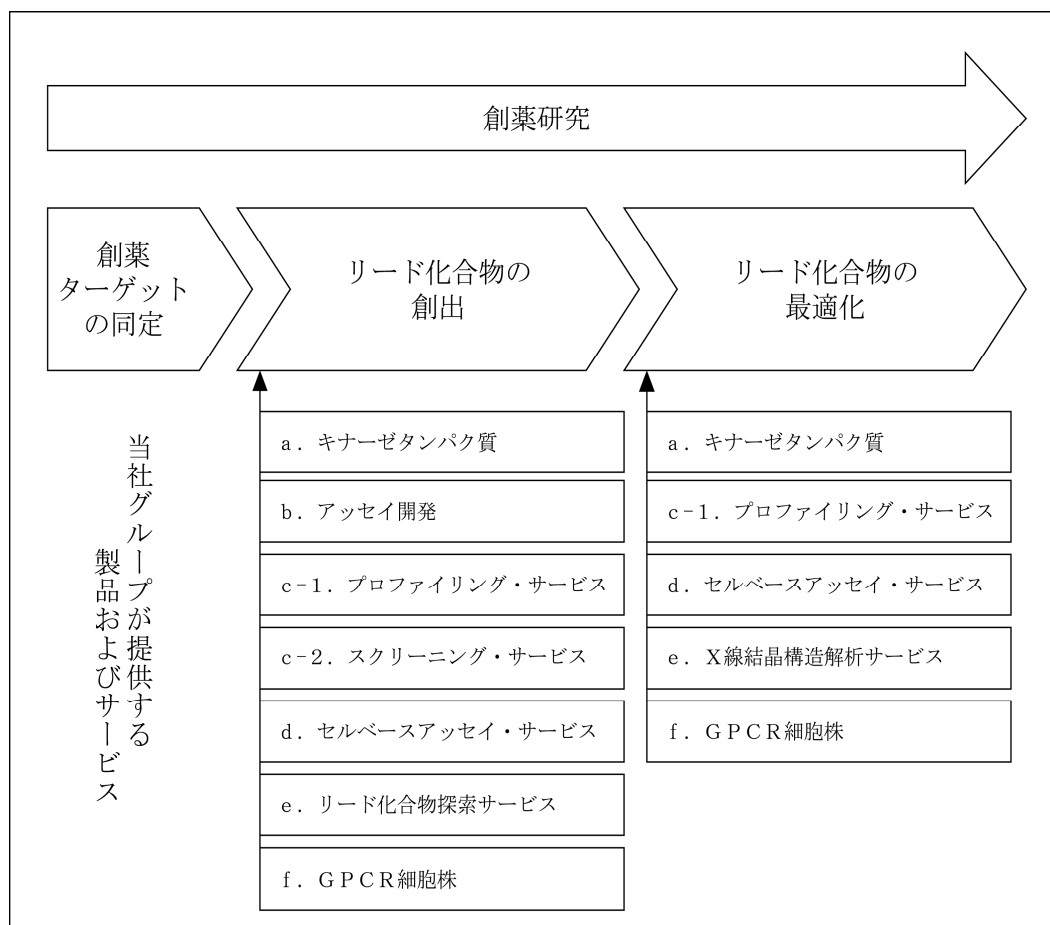 創薬研究
創薬
ターゲット
の同定
リード化合物の
創出
リード化合物の
最適化
当社グループが提供する
製品およびサービス
a．キナーゼタンパク質
b．アッセイ開発
c-1．プロファイリング・サービス
c-2．スクリーニング・サービス
d．セルベースアッセイ・サービス
e．リード化合物探索サービス
f．ＧＰＣＲ細胞株
a．キナーゼタンパク質
c-1．プロファイリング・サービス
d．セルベースアッセイ・サービス
e．Ｘ線結晶構造解析サービス
f．ＧＰＣＲ細胞株